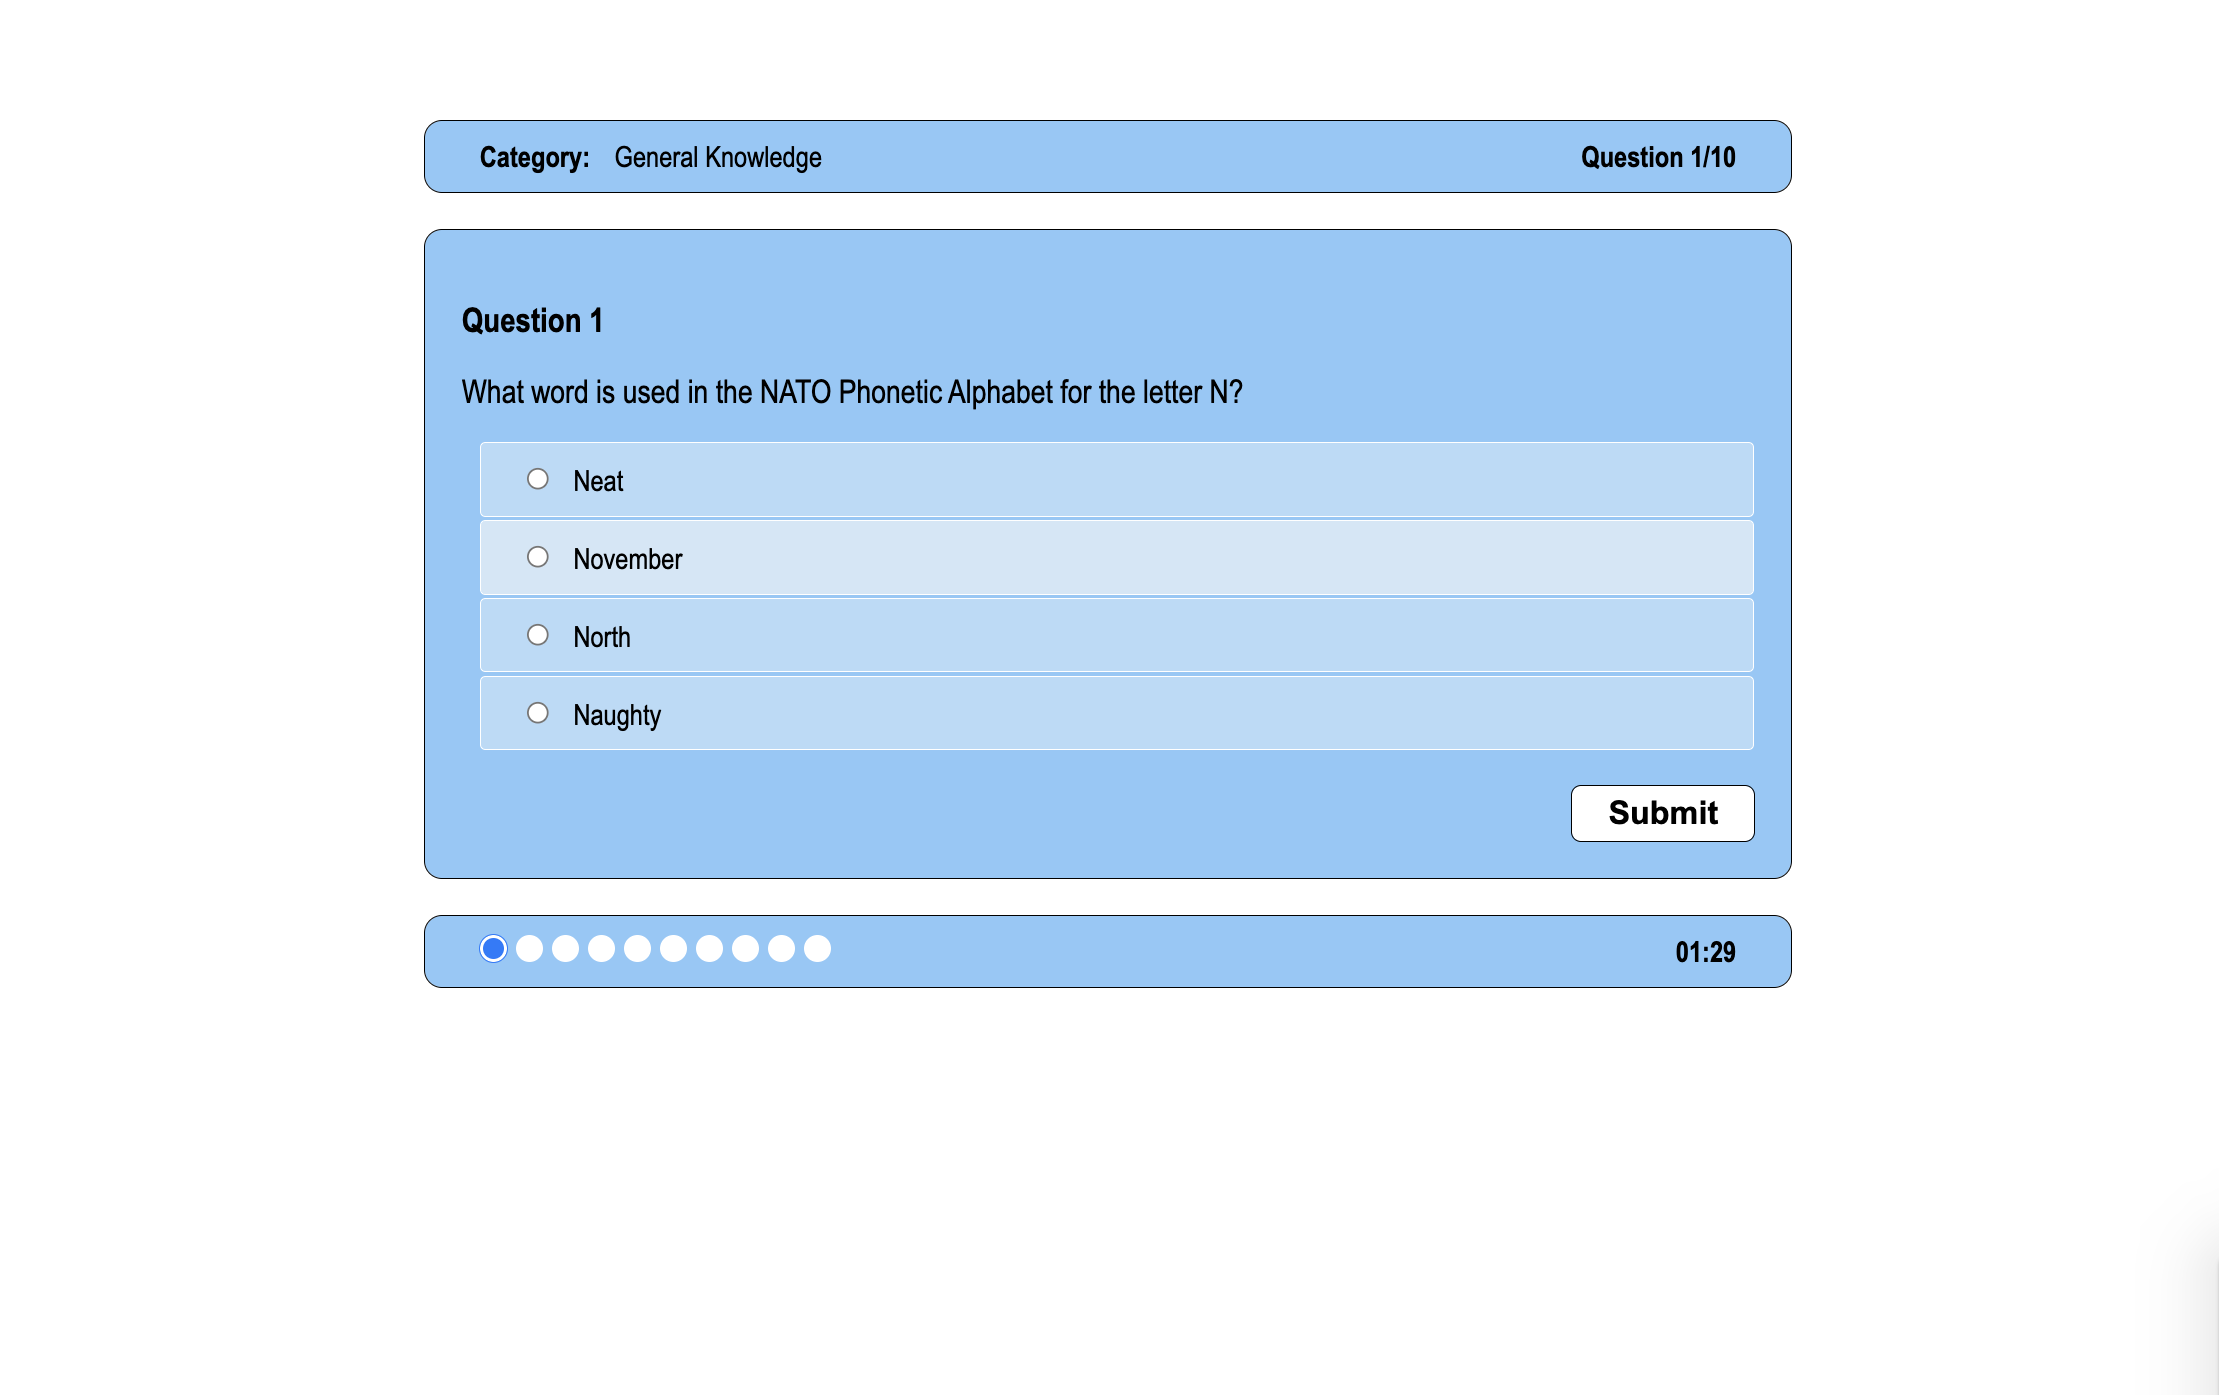 Category: General Knowledge Question 1/10
Question 1
What word is used in the NATO Phonetic Alphabet for the letter N?
Neat
November
North
Naughty
Submit
01:29